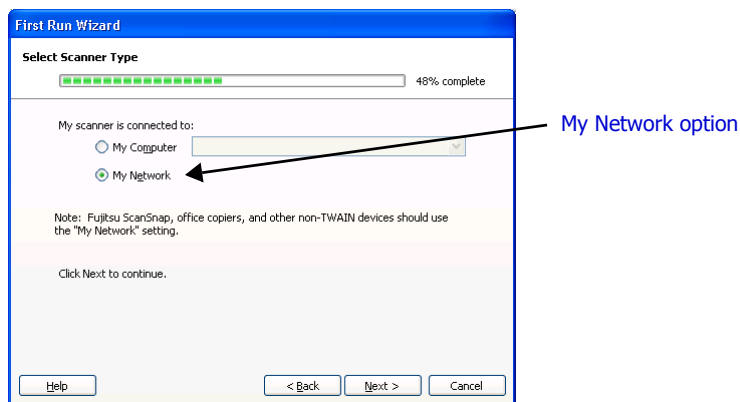 First Run Wizard
Select Scanner Type
48% complete
My scanner is connected to:
My Computer
My Network option
My Network
Note: Fujitsu ScanSnap, office copiers, and other non-TWAIN devices should use
the "My Network" setting.
Click Next to continue.
Help
< Back
Next >
Cancel